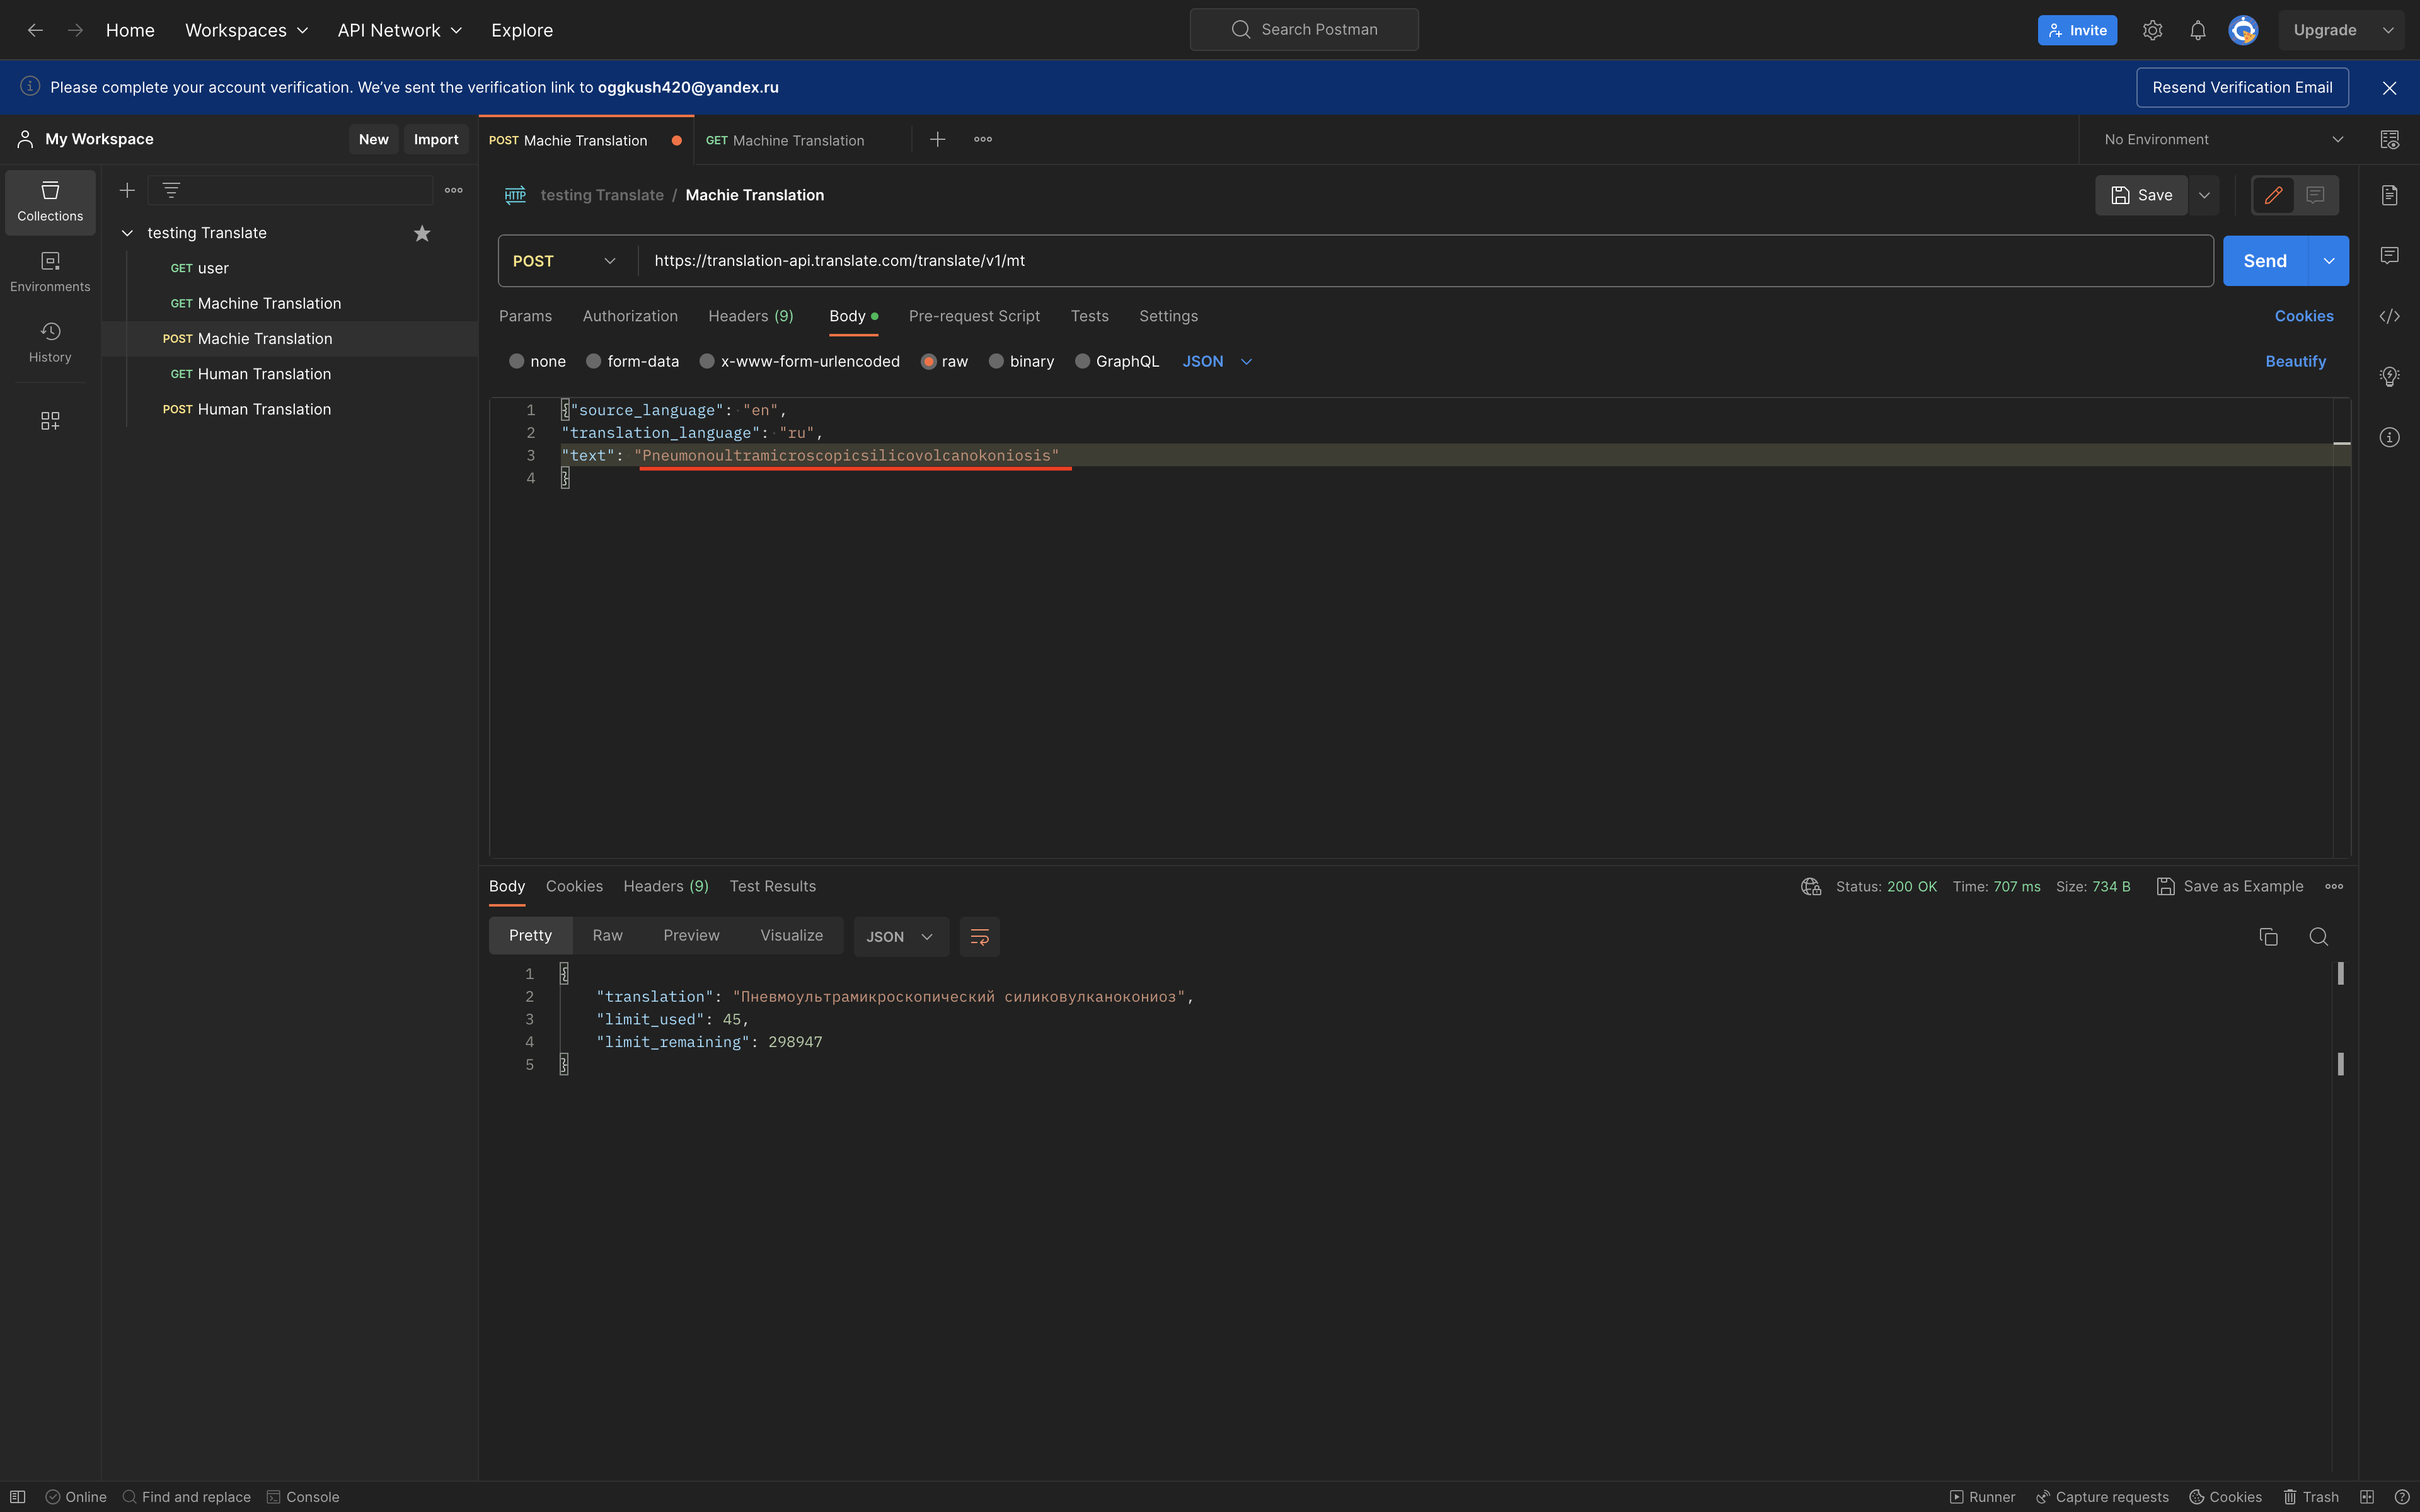 Home Workspaces API Network Explore Search Postman Invite Upgrade
Please complete your account verification. We've sent the verification link to oggkush420@yandex.ru Resend Verification Email
My Workspace New Import POST Machie Translation GET Machine Translation No Environment
Collections
Environments
History
testing Translate
GET user
GET Machine Translation
POST Machie Translation
GET Human Translation
POST Human Translation
HTTP testing Translate / Machie Translation Save
POST https://translation-api.translate.com/translate/v1/mt Send
Params Authorization Headers (9) Body Pre-request Script Tests Settings Cookies
none form-data x-www-form-urlencoded raw binary GraphQL JSON Beautify
1 {"source_language": "en",
2 "translation_language": "ru",
3 "text": "Pneumonoultramicroscopicsilicovolcanokoniosis"
4 }
Body Cookies Headers (9) Test Results Status: 200 OK Time: 707 ms Size: 734 B Save as Example
Pretty Raw Preview Visualize JSON
1 {
2 "translation": "Пневмоультрамикроскопический силиковулканокониоз",
3 "limit_used": 45,
4 "limit_remaining": 298947
5 }
Online Find and replace Console Runner Capture requests Cookies Trash